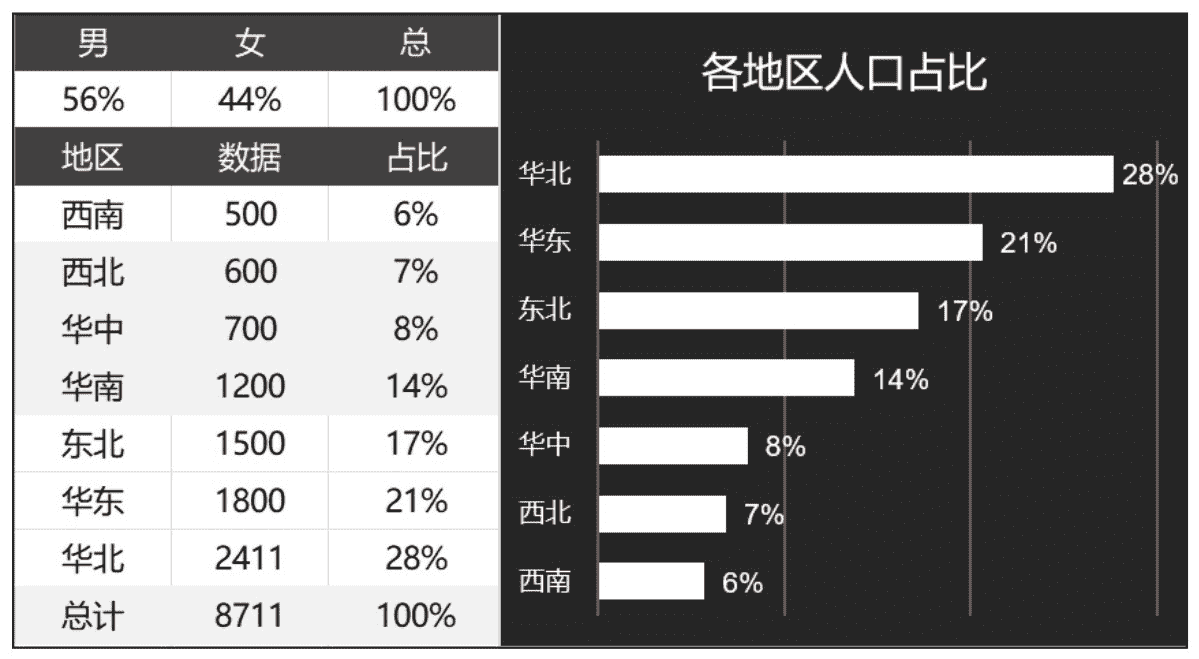 男 女 总
56% 44% 100%
地区 数据 占比
西南 500 6%
西北 600 7%
华中 700 8%
华南 1200 14%
东北 1500 17%
华东 1800 21%
华北 2411 28%
总计 8711 100%
各地区人口占比
华北 28%
华东 21%
东北 17%
华南 14%
华中 8%
西北 7%
西南 6%